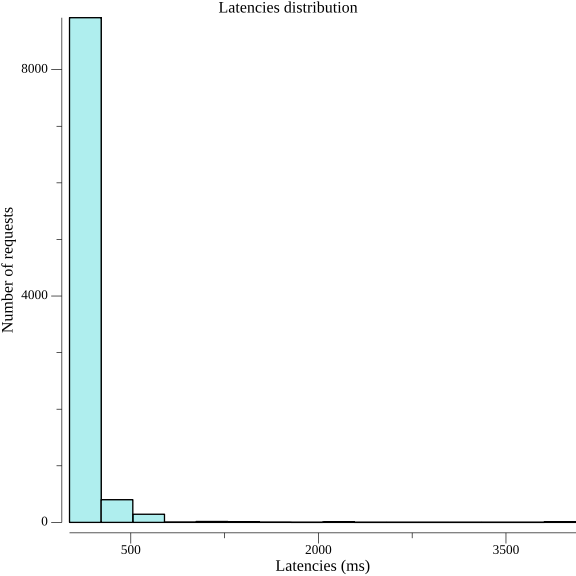 Latencies distribution
8000
4000
0
Number of requests
500
2000
3500
Latencies (ms)